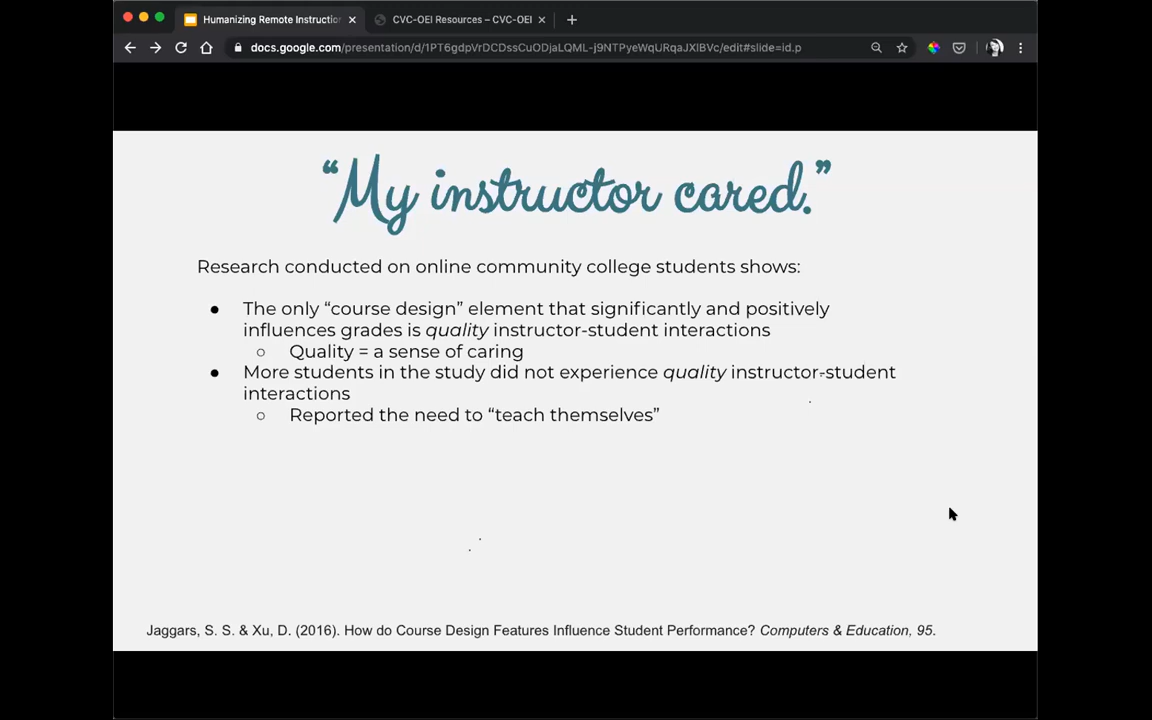 Humanizing Remote Instruction
CVC-OEI Resources – CVC-OEI
docs.google.com/presentation/d/1PT6gdpVrDCDssCuODjaLQML-j9NTPyeWqURqaJXlBVc/edit#slide=id.p
“My instructor cared.”
Research conducted on online community college students shows:
● The only “course design” element that significantly and positively
influences grades is quality instructor-student interactions
○ Quality = a sense of caring
● More students in the study did not experience quality instructor-student
interactions
○ Reported the need to “teach themselves”
Jaggars, S. S. & Xu, D. (2016). How do Course Design Features Influence Student Performance? Computers & Education, 95.